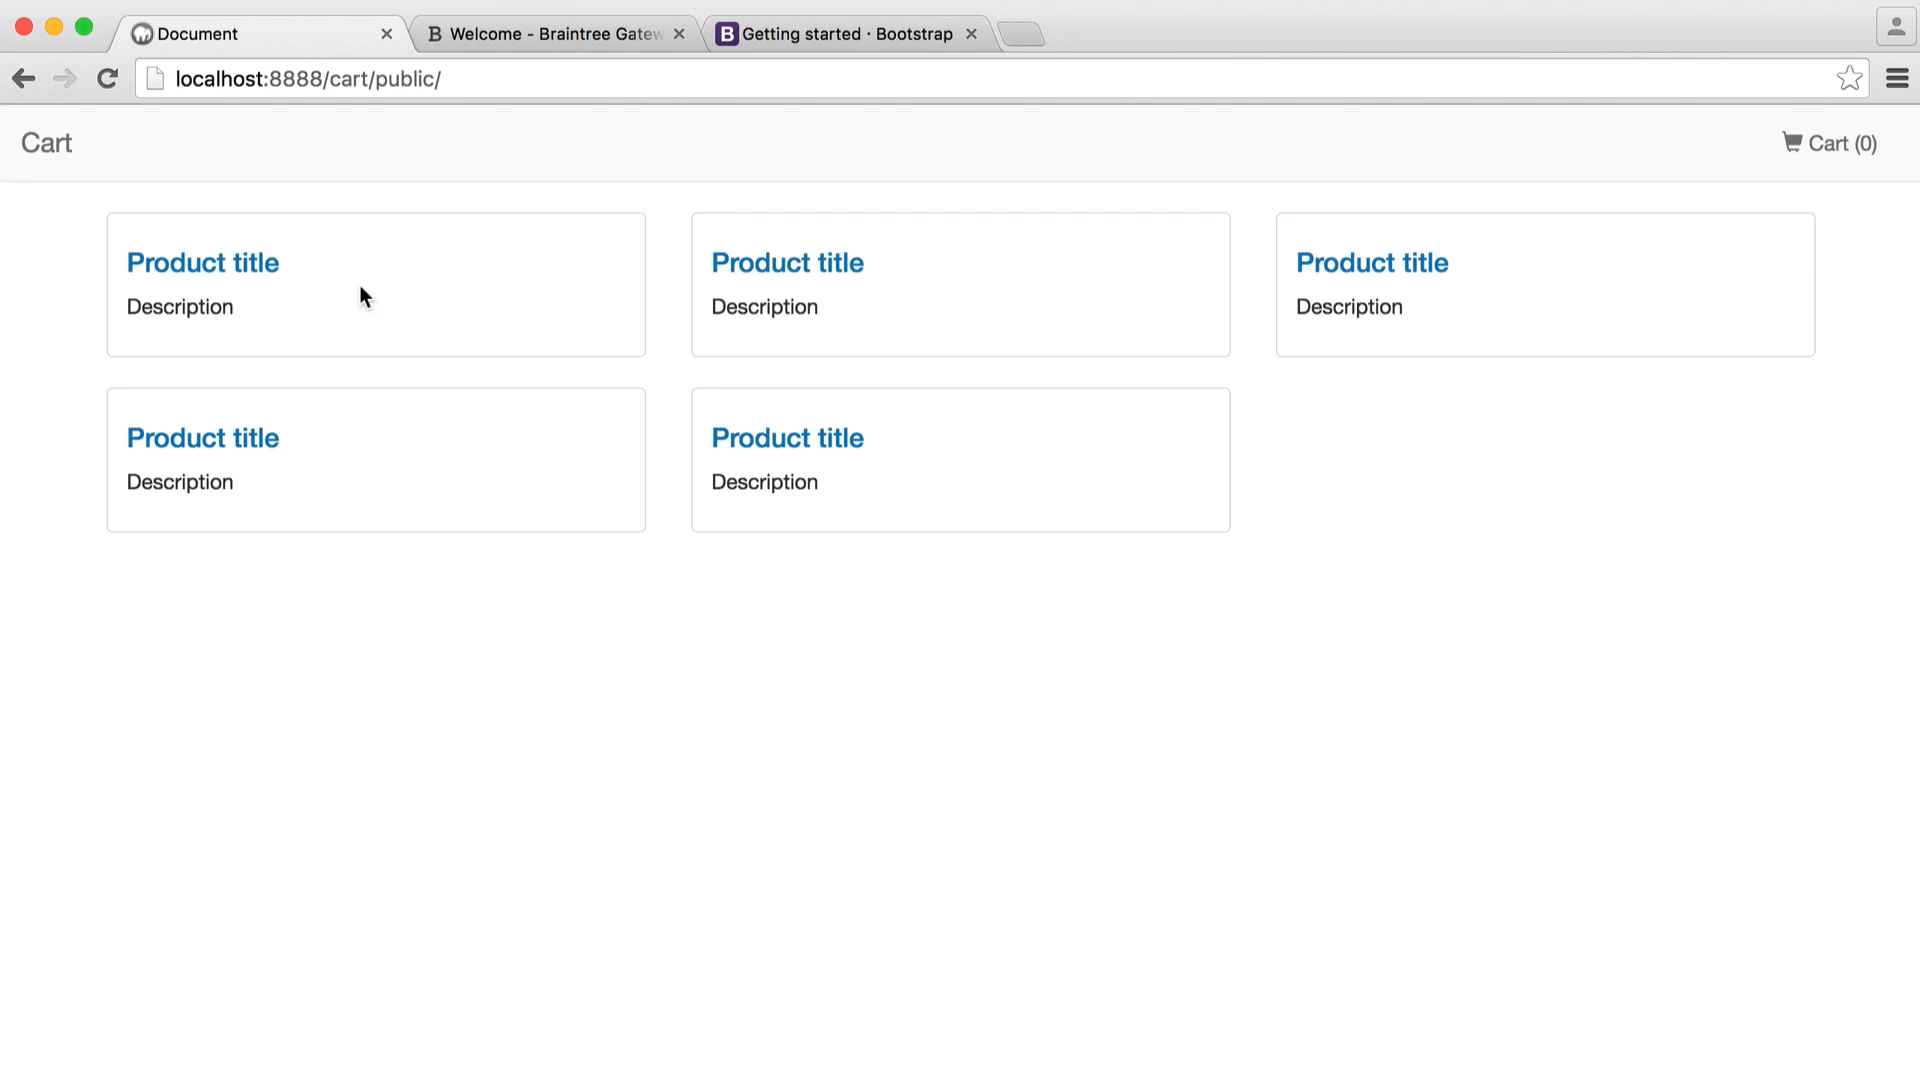 Document
B Welcome - Braintree Gatew
B Getting started · Bootstrap
localhost:8888/cart/public/
Cart
Cart (0)
Product title
Description
Product title
Description
Product title
Description
Product title
Description
Product title
Description